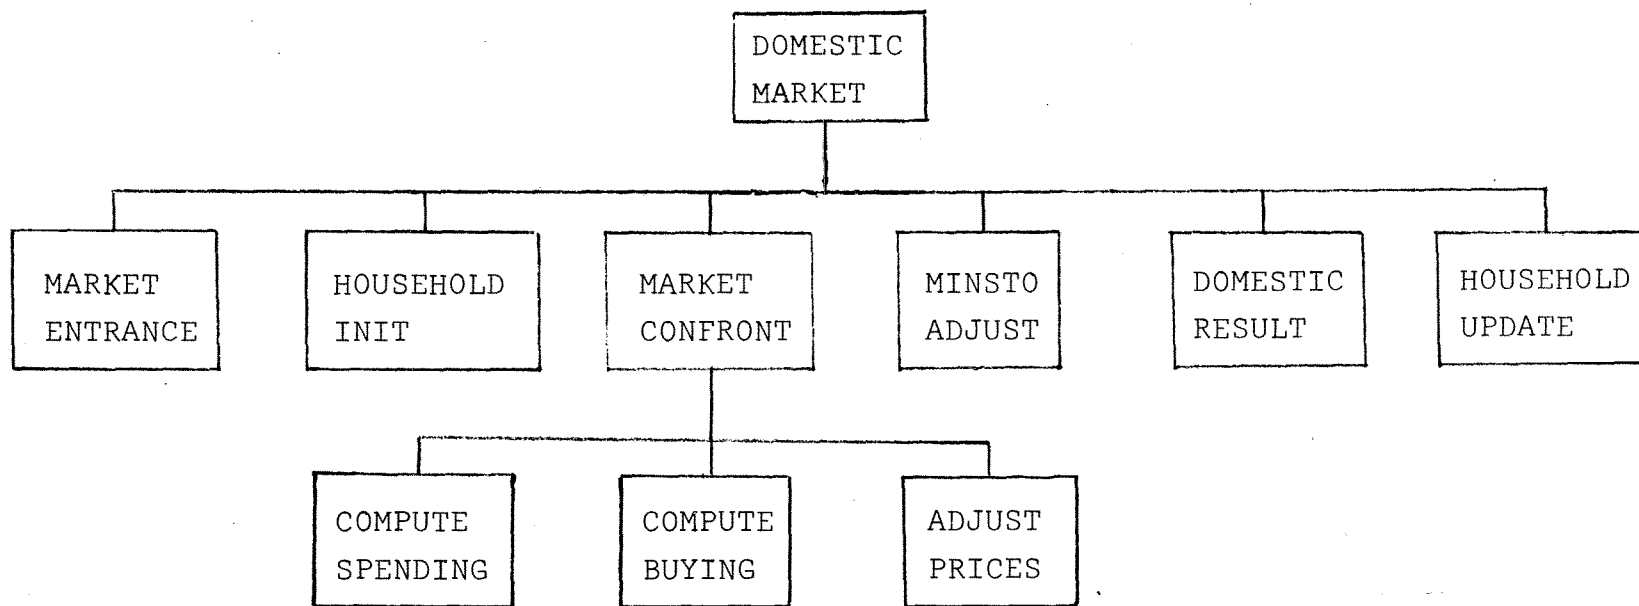 DOMESTIC
MARKET
MARKET
ENTRANCE
HOUSEHOLD
INIT
MARKET
CONFRONT
MINSTO
ADJUST
DOMESTIC
RESULT
HOUSEHOLD
UPDATE
COMPUTE
SPENDING
COMPUTE
BUYING
ADJUST
PRICES